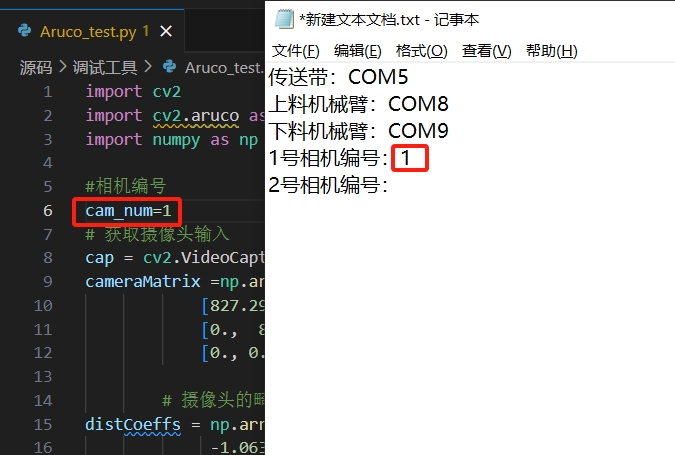 Aruco_test.py 1
源码 > 调试工具 > Aruco_test.
1 import cv2
2 import cv2.aruco as
3 import numpy as np
4
5 #相机编号
6 cam_num=1
7 # 获取摄像头输入
8 cap = cv2.VideoCapt
9 cameraMatrix =np.ar
10 [827.29
11 [0., 8
12 [0., 0.
13
14 # 摄像头的畸
15 distCoeffs = np.arr
16 -1.063
*新建文本文档.txt - 记事本
文件(F) 编辑(E) 格式(O) 查看(V) 帮助(H)
传送带：COM5
上料机械臂：COM8
下料机械臂：COM9
1号相机编号： 1
2号相机编号：